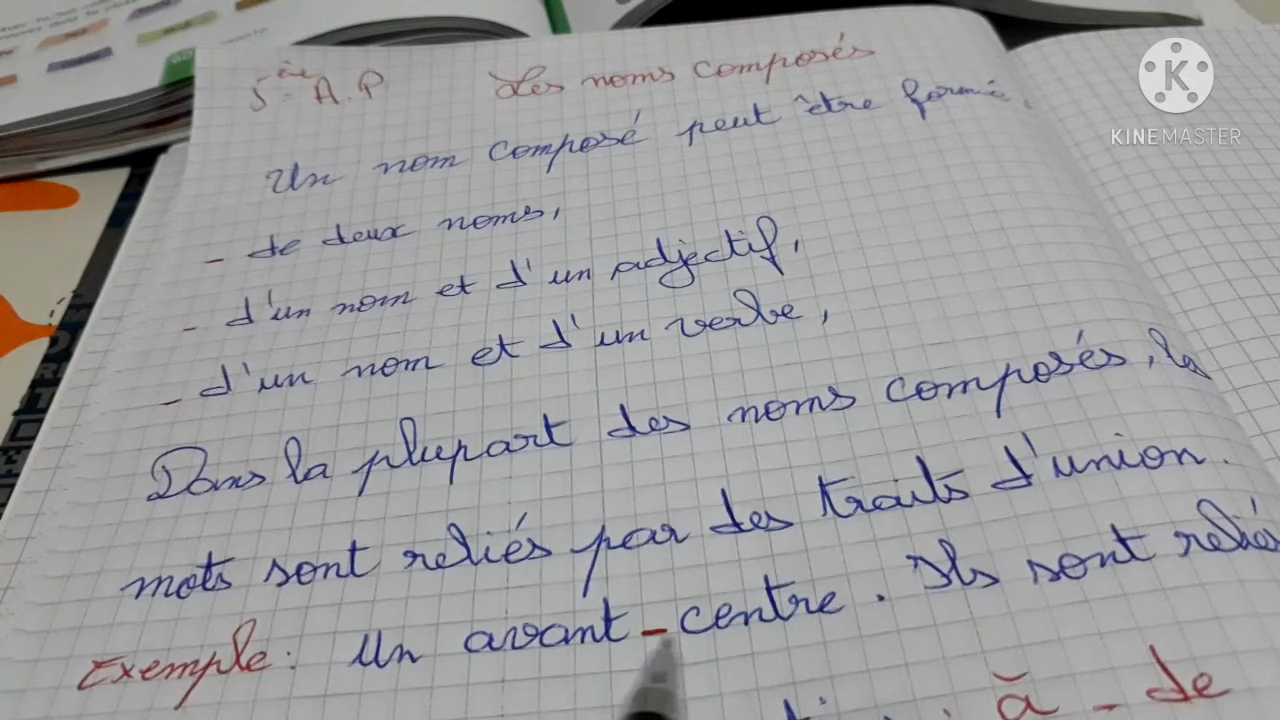 5ème A.P Les noms composés
KINEMASTER
Un nom composé peut être formé.
- de deux noms,
- d'un nom et d'un adjectif,
- d'un nom et d'un verbe,
Dans la plupart des noms composés, les
mots sont reliés par des traits d'union.
Exemple: Un avant-centre. Ils sont reliés
à - de